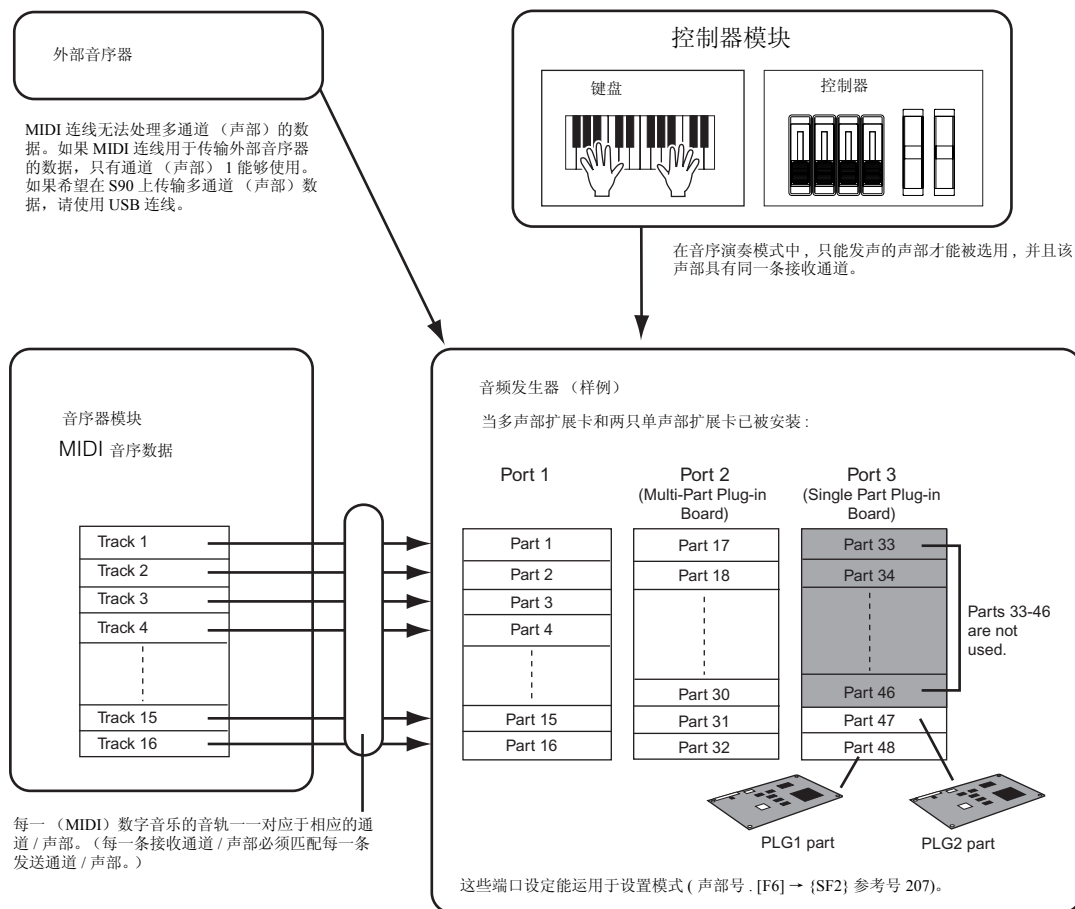 外部音序器
MIDI 连线无法处理多通道 （声部）的数
据。如果 MIDI 连线用于传输外部音序器
的数据，只有通道 （声部） 1 能够使用。
如果希望在 S90 上传输多通道 （声部）数
据，请使用 USB 连线。
控制器模块
键盘
控制器
在音序演奏模式中 , 只能发声的声部才能被选用 , 并且该
声部具有同一条接收通道。
音序器模块
MIDI 音序数据
Track 1
Track 2
Track 3
Track 4
Track 15
Track 16
每一 （MIDI）数字音乐的音轨一一对应于相应的通
道 / 声部。（每一条接收通道 / 声部必须匹配每一条
发送通道 / 声部。）
音频发生器 （样例）
当多声部扩展卡和两只单声部扩展卡已被安装 :
Port 1
Part 1
Part 2
Part 3
Part 4
Part 15
Part 16
Port 2
(Multi-Part Plug-in
Board)
Part 17
Part 18
Part 30
Part 31
Part 32
Port 3
(Single Part Plug-in
Board)
Part 33
Part 34
Part 46
Part 47
Part 48
Parts 33-46
are not
used.
PLG1 part
PLG2 part
这些端口设定能运用于设置模式 ( 声部号 . [F6] → {SF2} 参考号 207)。